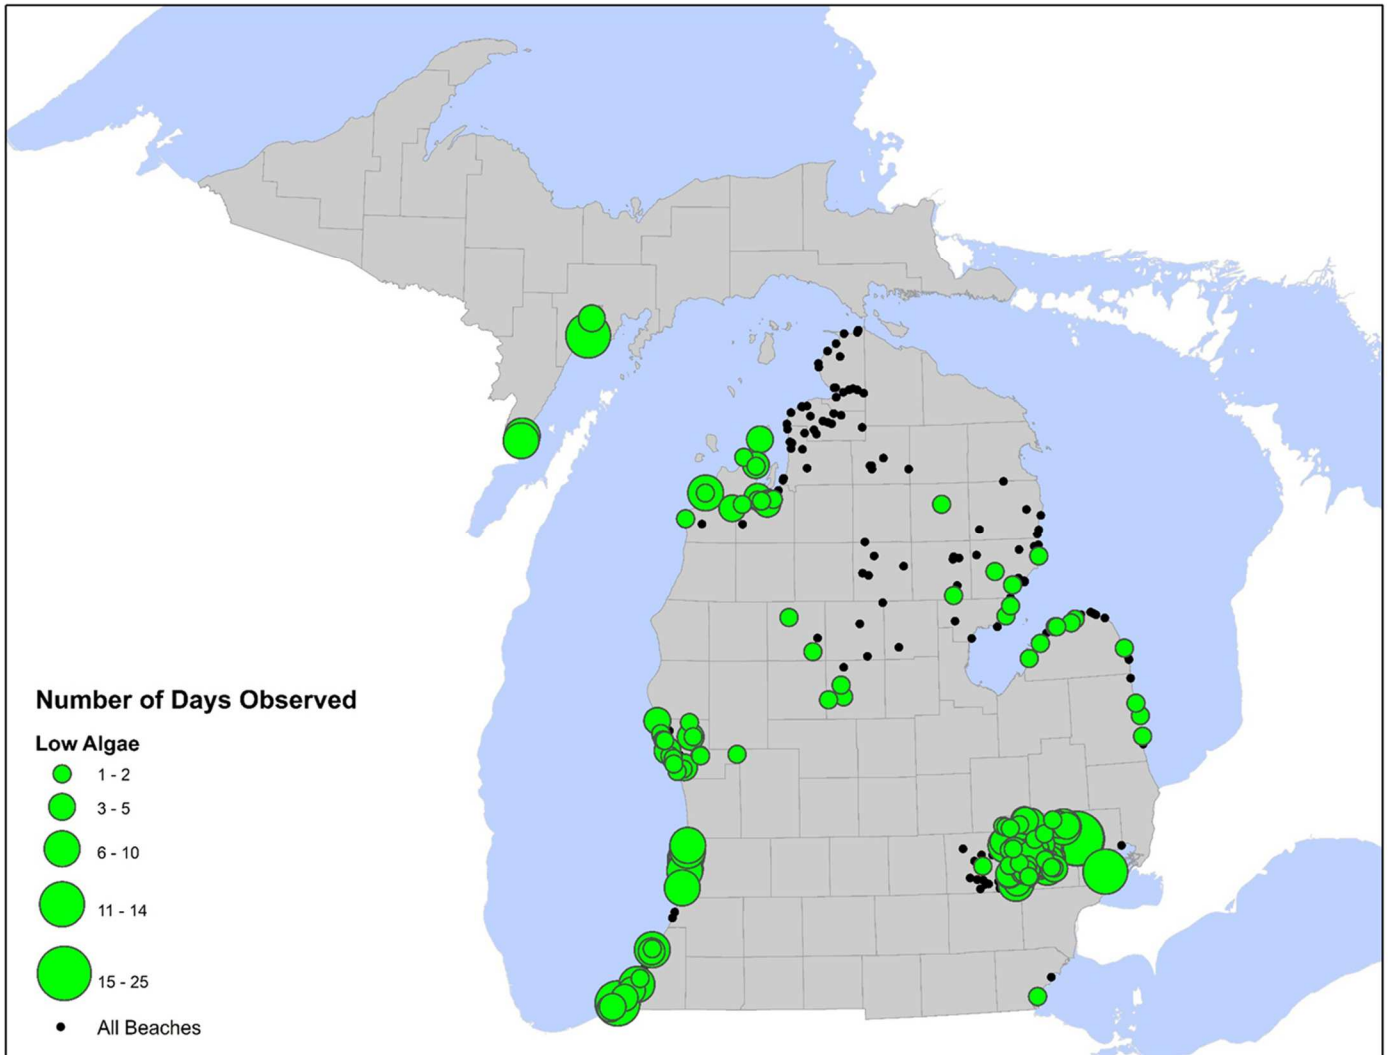 Number of Days Observed
Low Algae
1 - 2
3 - 5
6 - 10
11 - 14
15 - 25
All Beaches